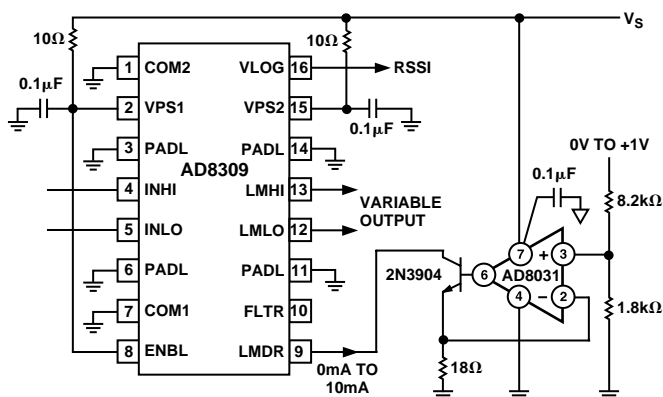 V_S
10Ω
10Ω
0.1μF
1 COM2 VLOG 16 RSSI
2 VPS1 VPS2 15
0.1μF
3 PADL PADL 14
AD8309
4 INHI LMHI 13
VARIABLE
OUTPUT
5 INLO LMLO 12
6 PADL PADL 11
7 COM1 FLTR 10
8 ENBL LMDR 9
0mA TO
10mA
2N3904
18Ω
0.1μF
7
+ 3
6 AD8031
4 − 2
0V TO +1V
8.2kΩ
1.8kΩ